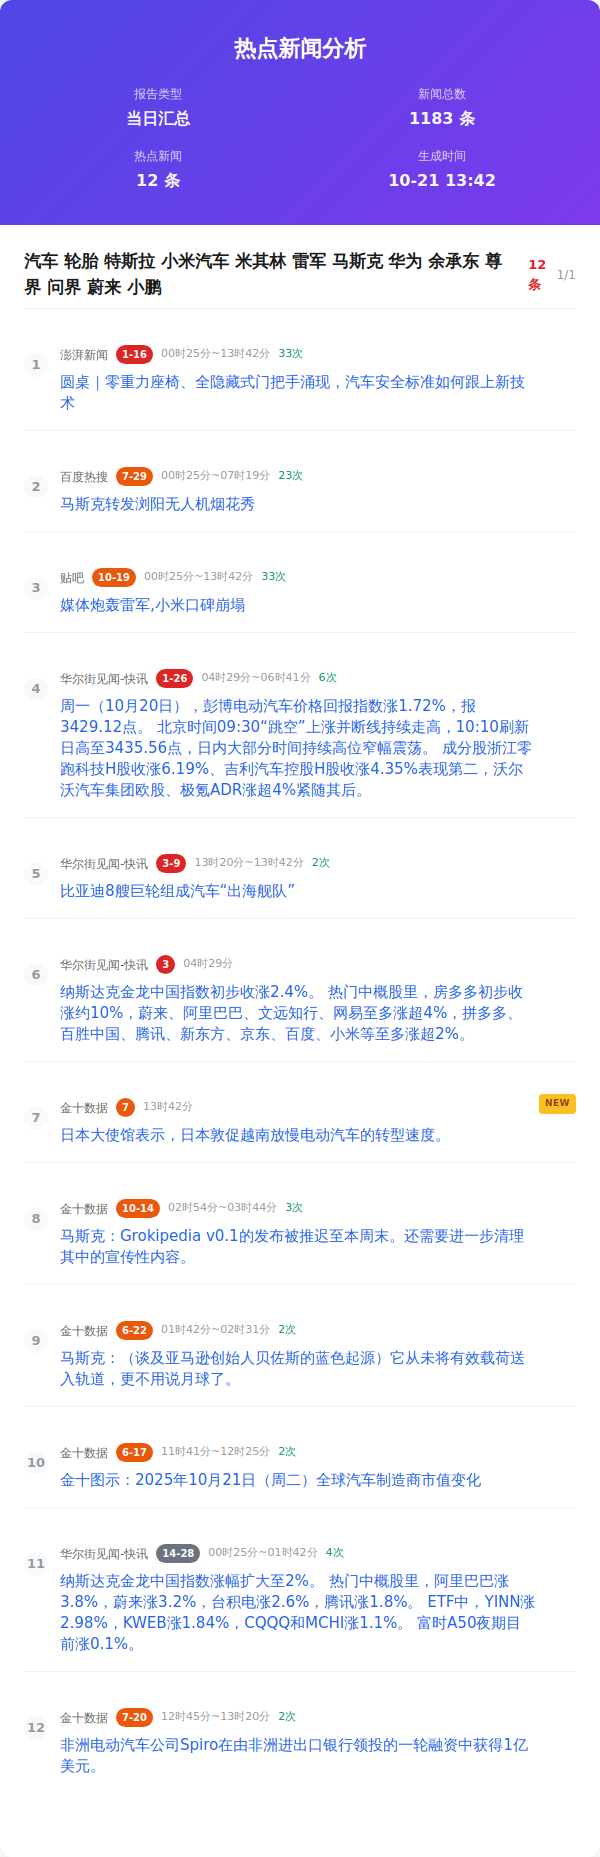 热点新闻分析
报告类型
新闻总数
当日汇总
1183 条
热点新闻
生成时间
12 条
10-21 13:42
汽车 轮胎 特斯拉 小米汽车 米其林 雷军 马斯克 华为 余承东 尊
界 问界 蔚来 小鹏
12
条
1/1
1
澎湃新闻 1-16 00时25分~13时42分 33次
圆桌｜零重力座椅、全隐藏式门把手涌现，汽车安全标准如何跟上新技
术
2
百度热搜 7-29 00时25分~07时19分 23次
马斯克转发浏阳无人机烟花秀
3
贴吧 10-19 00时25分~13时42分 33次
媒体炮轰雷军,小米口碑崩塌
4
华尔街见闻-快讯 1-26 04时29分~06时41分 6次
周一（10月20日），彭博电动汽车价格回报指数涨1.72%，报
3429.12点。 北京时间09:30“跳空”上涨并断线持续走高，10:10刷新
日高至3435.56点，日内大部分时间持续高位窄幅震荡。 成分股浙江零
跑科技H股收涨6.19%、吉利汽车控股H股收涨4.35%表现第二，沃尔
沃汽车集团欧股、极氪ADR涨超4%紧随其后。
5
华尔街见闻-快讯 3-9 13时20分~13时42分 2次
比亚迪8艘巨轮组成汽车“出海舰队”
6
华尔街见闻-快讯 3 04时29分
纳斯达克金龙中国指数初步收涨2.4%。 热门中概股里，房多多初步收
涨约10%，蔚来、阿里巴巴、文远知行、网易至多涨超4%，拼多多、
百胜中国、腾讯、新东方、京东、百度、小米等至多涨超2%。
7
金十数据 7 13时42分
NEW
日本大使馆表示，日本敦促越南放慢电动汽车的转型速度。
8
金十数据 10-14 02时54分~03时44分 3次
马斯克：Grokipedia v0.1的发布被推迟至本周末。还需要进一步清理
其中的宣传性内容。
9
金十数据 6-22 01时42分~02时31分 2次
马斯克：（谈及亚马逊创始人贝佐斯的蓝色起源）它从未将有效载荷送
入轨道，更不用说月球了。
10
金十数据 6-17 11时41分~12时25分 2次
金十图示：2025年10月21日（周二）全球汽车制造商市值变化
11
华尔街见闻-快讯 14-28 00时25分~01时42分 4次
纳斯达克金龙中国指数涨幅扩大至2%。 热门中概股里，阿里巴巴涨
3.8%，蔚来涨3.2%，台积电涨2.6%，腾讯涨1.8%。 ETF中，YINN涨
2.98%，KWEB涨1.84%，CQQQ和MCHI涨1.1%。 富时A50夜期目
前涨0.1%。
12
金十数据 7-20 12时45分~13时20分 2次
非洲电动汽车公司Spiro在由非洲进出口银行领投的一轮融资中获得1亿
美元。